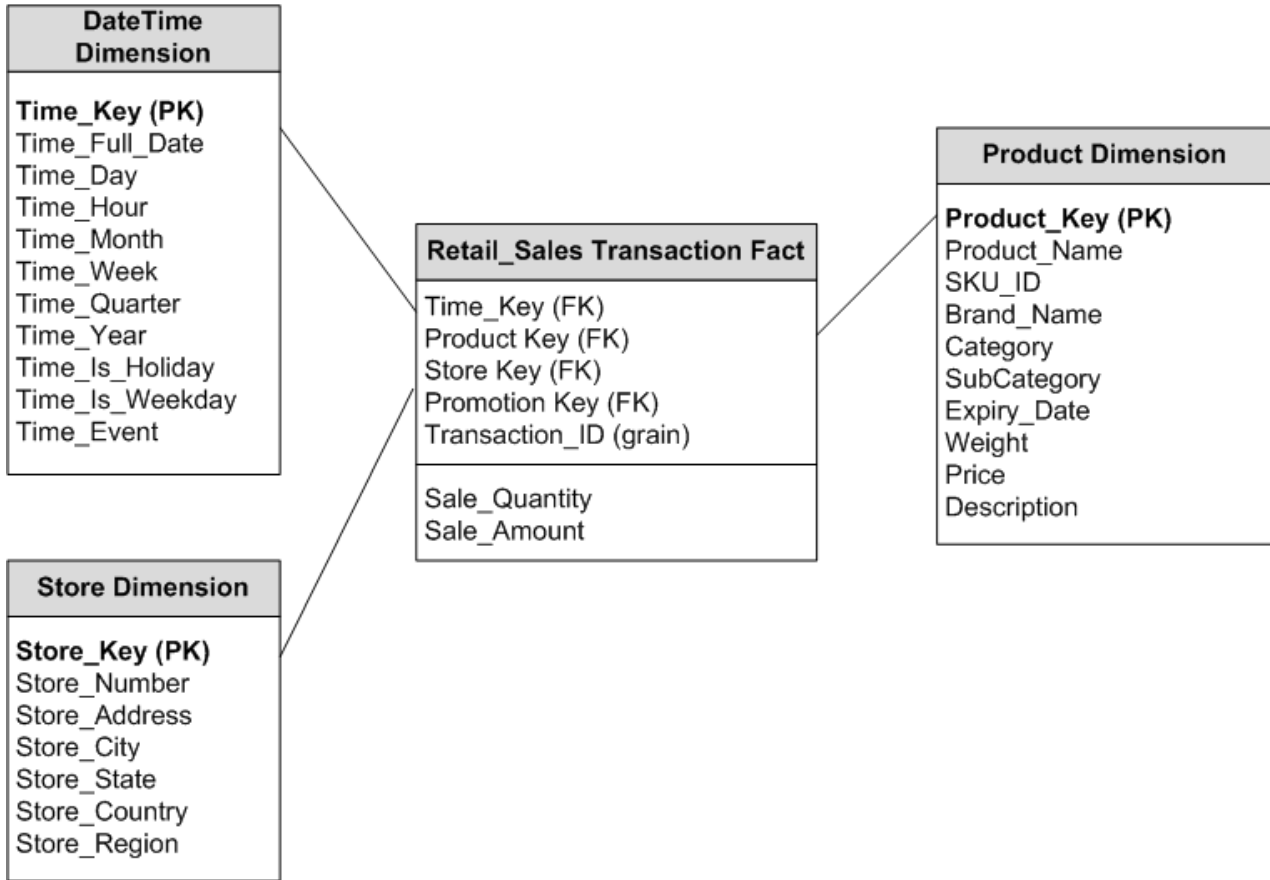 DateTime
Dimension
Time_Key (PK)
Time_Full_Date
Time_Day
Time_Hour
Time_Month
Time_Week
Time_Quarter
Time_Year
Time_Is_Holiday
Time_Is_Weekday
Time_Event
Retail_Sales Transaction Fact
Time_Key (FK)
Product Key (FK)
Store Key (FK)
Promotion Key (FK)
Transaction_ID (grain)
Sale_Quantity
Sale_Amount
Product Dimension
Product_Key (PK)
Product_Name
SKU_ID
Brand_Name
Category
SubCategory
Expiry_Date
Weight
Price
Description
Store Dimension
Store_Key (PK)
Store_Number
Store_Address
Store_City
Store_State
Store_Country
Store_Region